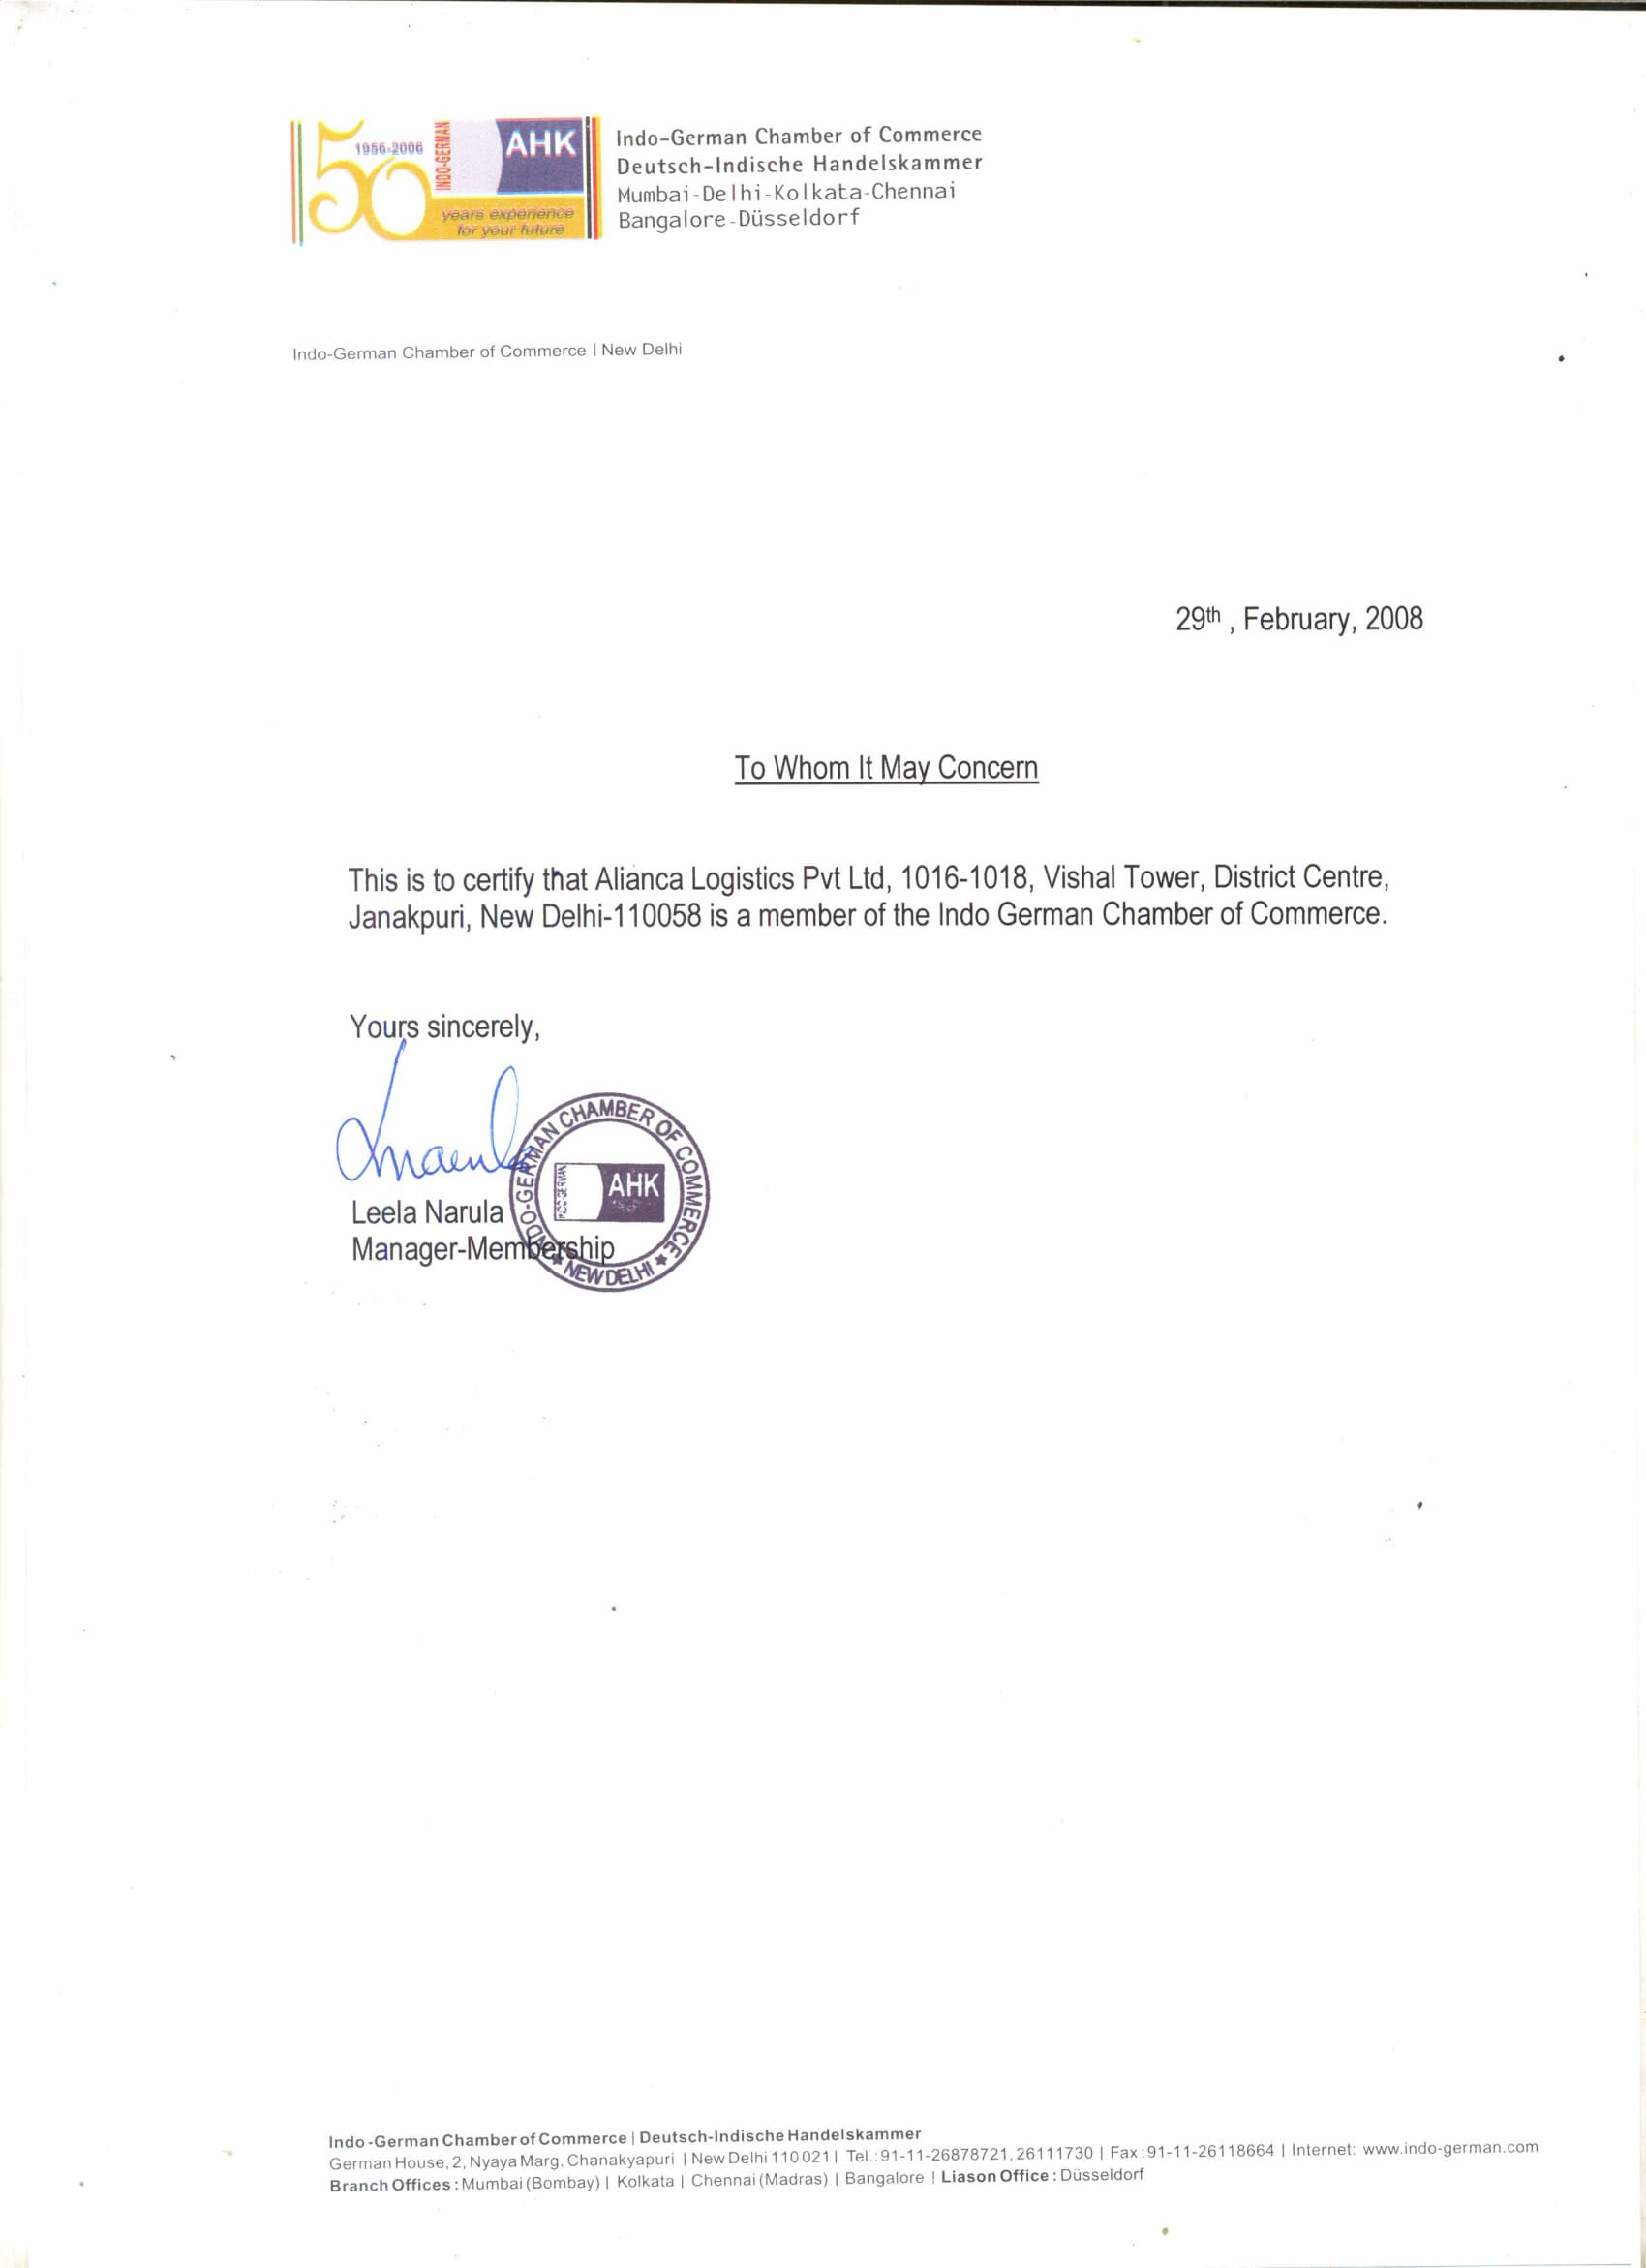 50
1956-2006
INDO-GERMAN
AHK
years experience
for your future
Indo-German Chamber of Commerce
Deutsch-Indische Handelskammer
Mumbai-Delhi-Kolkata-Chennai
Bangalore-Düsseldorf
Indo-German Chamber of Commerce | New Delhi
29th , February, 2008
To Whom It May Concern
This is to certify that Alianca Logistics Pvt Ltd, 1016-1018, Vishal Tower, District Centre,
Janakpuri, New Delhi-110058 is a member of the Indo German Chamber of Commerce.
Yours sincerely,
INDO-GERMAN CHAMBER OF COMMERCE
INDO-GERMAN
AHK
★ NEW DELHI ★
Leela Narula
Manager-Membership
Indo-German Chamber of Commerce | Deutsch-Indische Handelskammer
German House, 2, Nyaya Marg, Chanakyapuri | New Delhi 110021 | Tel.:91-11-26878721, 26111730 | Fax:91-11-26118664 | Internet: www.indo-german.com
Branch Offices : Mumbai (Bombay) | Kolkata | Chennai (Madras) | Bangalore | Liason Office : Düsseldorf